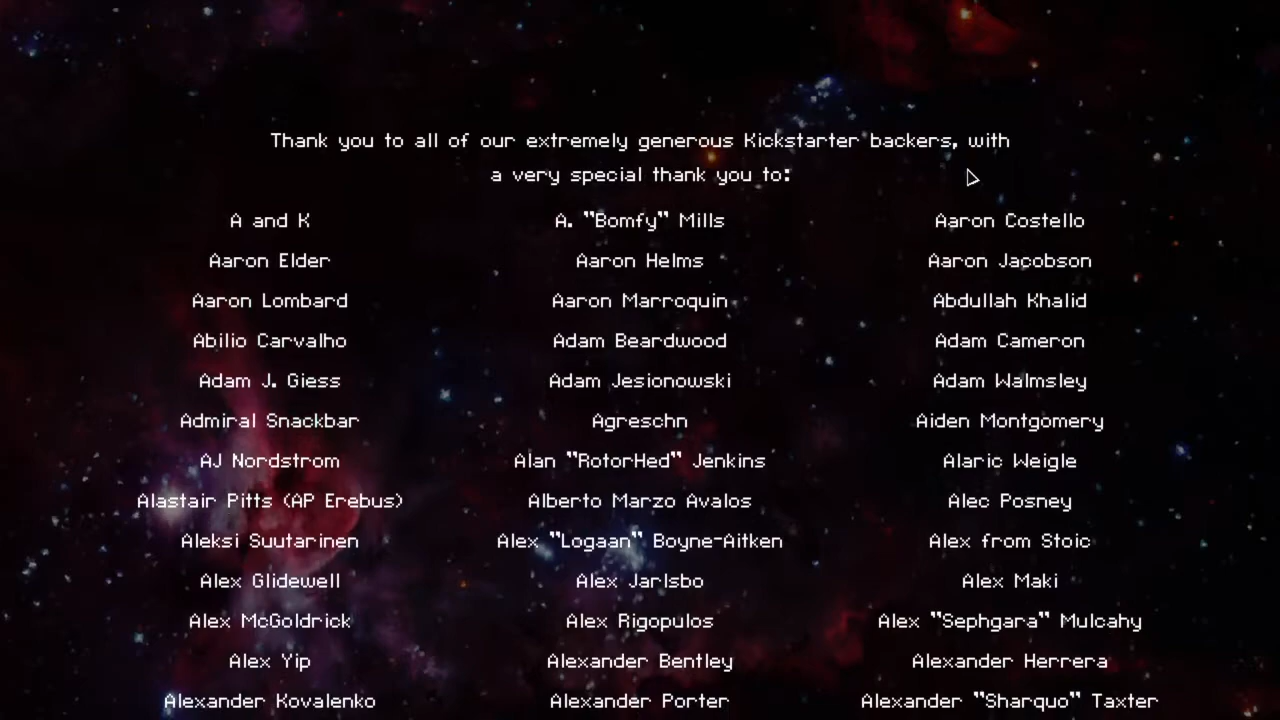 Thank you to all of our extremely generous Kickstarter backers, with
a very special thank you to:
A and K A. "Bomfy" Mills Aaron Costello
Aaron Elder Aaron Helms Aaron Jacobson
Aaron Lombard Aaron Marroquin Abdullah Khalid
Abilio Carvalho Adam Beardwood Adam Cameron
Adam J. Giess Adam Jesionowski Adam Walmsley
Admiral Snackbar Agreschn Aiden Montgomery
AJ Nordstrom Alan "RotorHed" Jenkins Alaric Weigle
Alastair Pitts (AP Erebus) Alberto Marzo Avalos Alec Posney
Aleksi Suutarinen Alex "Logaan" Boyne-Aitken Alex from Stoic
Alex Glidewell Alex Jarlsbo Alex Maki
Alex McGoldrick Alex Rigopulos Alex "Sephgara" Mulcahy
Alex Yip Alexander Bentley Alexander Herrera
Alexander Kovalenko Alexander Porter Alexander "Sharquo" Taxter